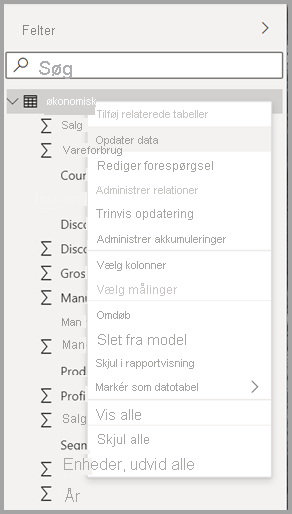 Felter
Søg
økonomisk
Tilføj relaterede tabeller
Salg
Opdater data
Vareforbrug
Rediger forespørgsel
Cour
Administrer relationer
Trinvis opdatering
Disco
Administrer akkumuleringer
Disco
Vælg kolonner
Gros
Vælg målinger
Manu
Omdøb
Man
Slet fra model
Man
Skjul i rapportvisning
Prod
Markér som datotabel
Profi
Vis alle
Salg
Skjul alle
Sean
Enheder, udvid alle
År